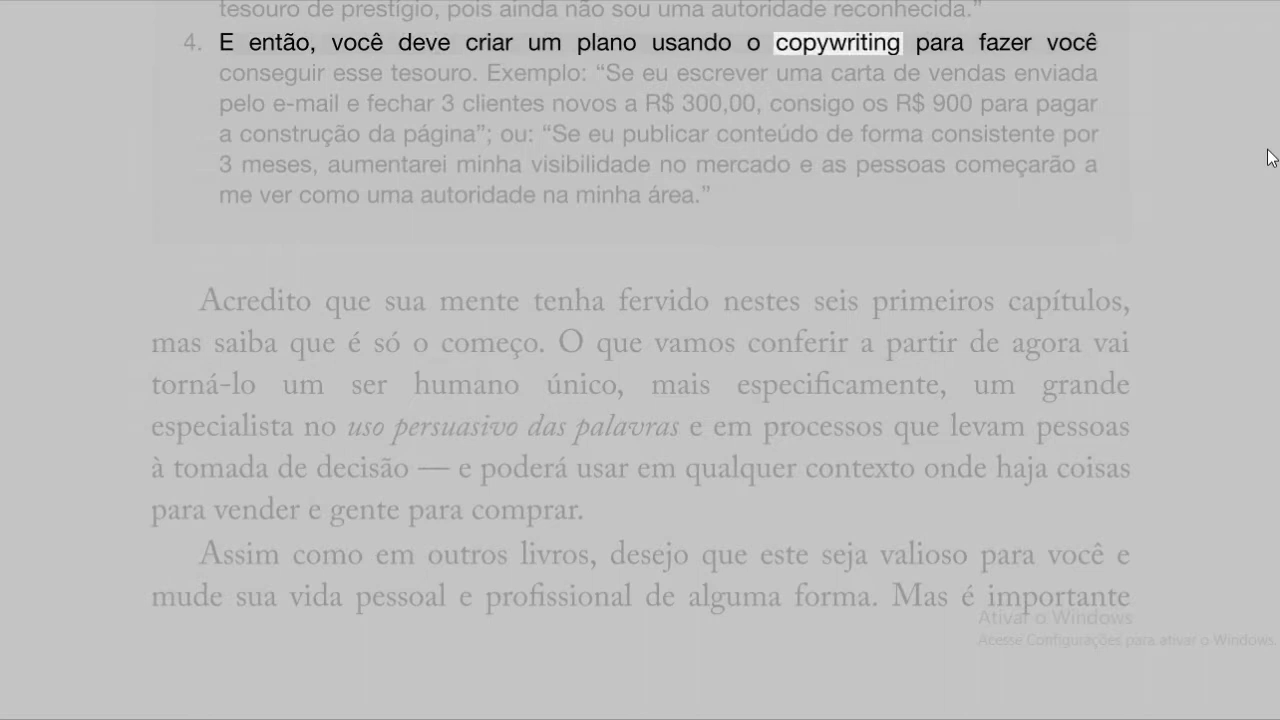 tesouro de prestígio, pois ainda não sou uma autoridade reconhecida.”
4. E então, você deve criar um plano usando o copywriting para fazer você
conseguir esse tesouro. Exemplo: “Se eu escrever uma carta de vendas enviada
pelo e-mail e fechar 3 clientes novos a R$ 300,00, consigo os R$ 900 para pagar
a construção da página”; ou: “Se eu publicar conteúdo de forma consistente por
3 meses, aumentarei minha visibilidade no mercado e as pessoas começarão a
me ver como uma autoridade na minha área.”
Acredito que sua mente tenha fervido nestes seis primeiros capítulos,
mas saiba que é só o começo. O que vamos conferir a partir de agora vai
torná-lo um ser humano único, mais especificamente, um grande
especialista no uso persuasivo das palavras e em processos que levam pessoas
à tomada de decisão — e poderá usar em qualquer contexto onde haja coisas
para vender e gente para comprar.
Assim como em outros livros, desejo que este seja valioso para você e
mude sua vida pessoal e profissional de alguma forma. Mas é importante
Ativar o Windows
Acesse Configurações para ativar o Windows.